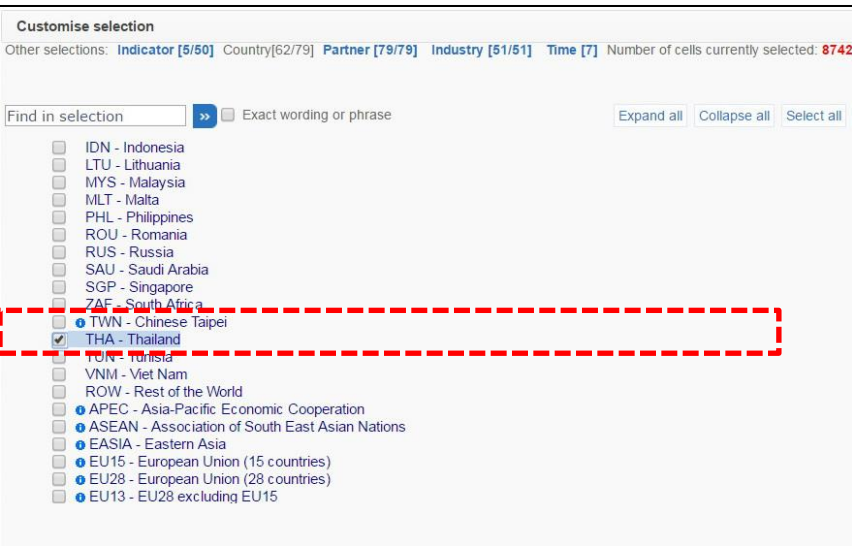 Customise selection
Other selections: Indicator [5/50] Country[62/79] Partner [79/79] Industry [51/51] Time [7] Number of cells currently selected: 8742
Find in selection » Exact wording or phrase Expand all Collapse all Select all
IDN - Indonesia
LTU - Lithuania
MYS - Malaysia
MLT - Malta
PHL - Philippines
ROU - Romania
RUS - Russia
SAU - Saudi Arabia
SGP - Singapore
ZAF - South Africa
TWN - Chinese Taipei
THA - Thailand
TUN - Tunisia
VNM - Viet Nam
ROW - Rest of the World
APEC - Asia-Pacific Economic Cooperation
ASEAN - Association of South East Asian Nations
EASIA - Eastern Asia
EU15 - European Union (15 countries)
EU28 - European Union (28 countries)
EU13 - EU28 excluding EU15